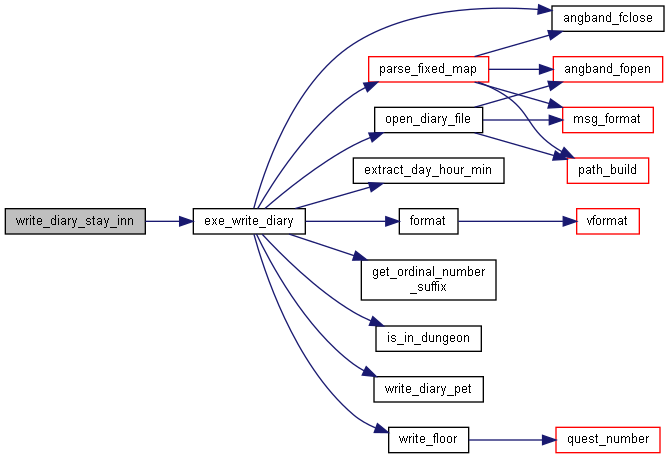 angband_fclose
parse_fixed_map
angband_fopen
open_diary_file
msg_format
extract_day_hour_min
path_build
write_diary_stay_inn
exe_write_diary
format
vformat
get_ordinal_number
_suffix
is_in_dungeon
write_diary_pet
write_floor
quest_number